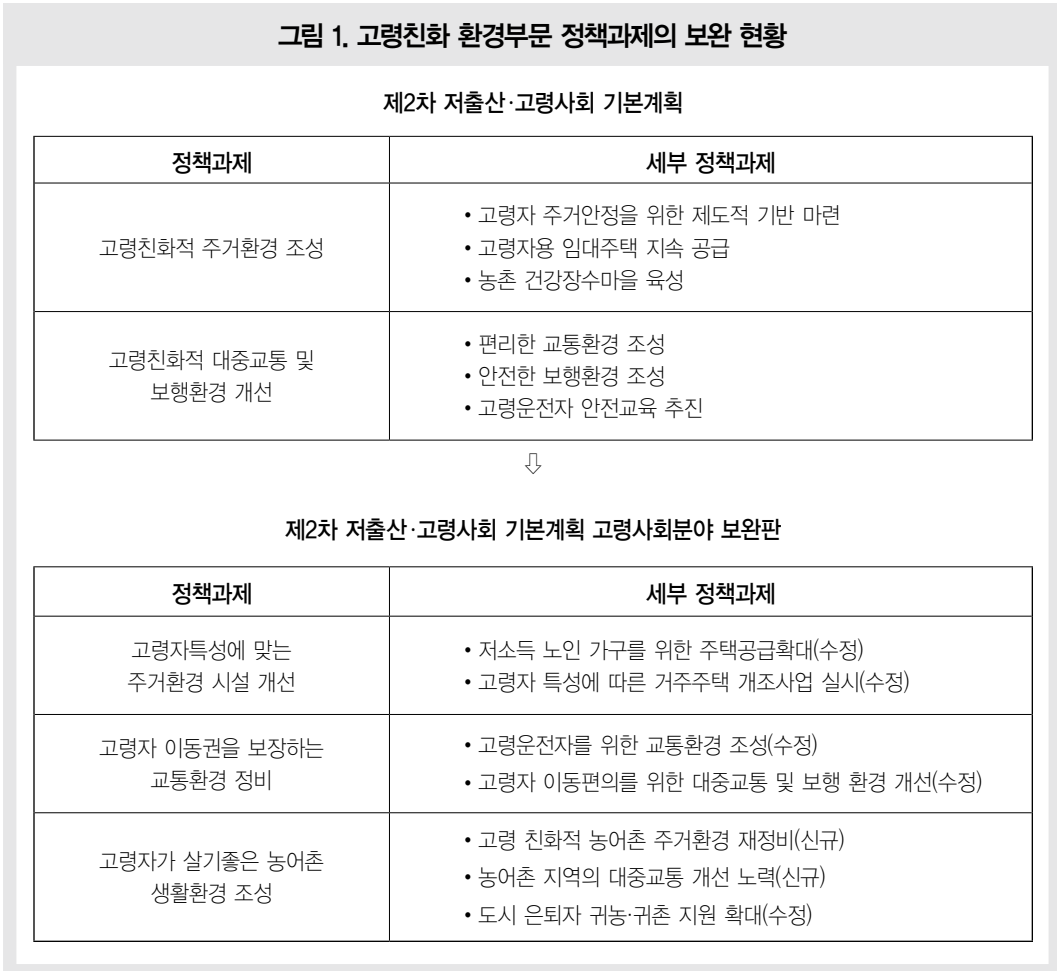 그림 1. 고령친화 환경부문 정책과제의 보완 현황
제2차 저출산·고령사회 기본계획
정책과제
세부 정책과제
고령친화적 주거환경 조성
• 고령자 주거안정을 위한 제도적 기반 마련
• 고령자용 임대주택 지속 공급
• 농촌 건강장수마을 육성
고령친화적 대중교통 및
보행환경 개선
• 편리한 교통환경 조성
• 안전한 보행환경 조성
• 고령운전자 안전교육 추진
⇩
제2차 저출산·고령사회 기본계획 고령사회분야 보완판
정책과제
세부 정책과제
고령자특성에 맞는
주거환경 시설 개선
• 저소득 노인 가구를 위한 주택공급확대(수정)
• 고령자 특성에 따른 거주주택 개조사업 실시(수정)
고령자 이동권을 보장하는
교통환경 정비
• 고령운전자를 위한 교통환경 조성(수정)
• 고령자 이동편의를 위한 대중교통 및 보행 환경 개선(수정)
고령자가 살기좋은 농어촌
생활환경 조성
• 고령 친화적 농어촌 주거환경 재정비(신규)
• 농어촌 지역의 대중교통 개선 노력(신규)
• 도시 은퇴자 귀농·귀촌 지원 확대(수정)